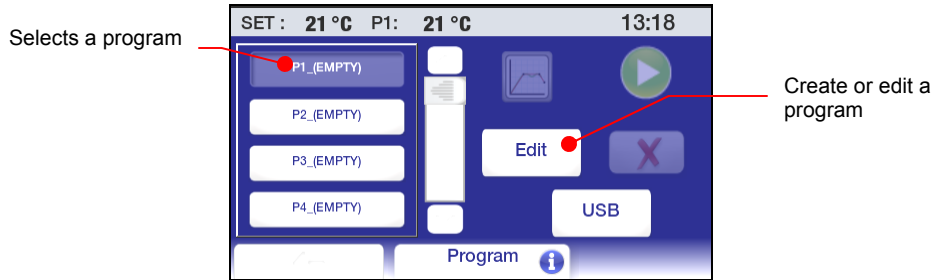 SET : 21 °C P1: 21 °C 13:18
Selects a program
P1_(EMPTY)
P2_(EMPTY)
P3_(EMPTY)
P4_(EMPTY)
Edit
X
USB
Create or edit a
program
Program i